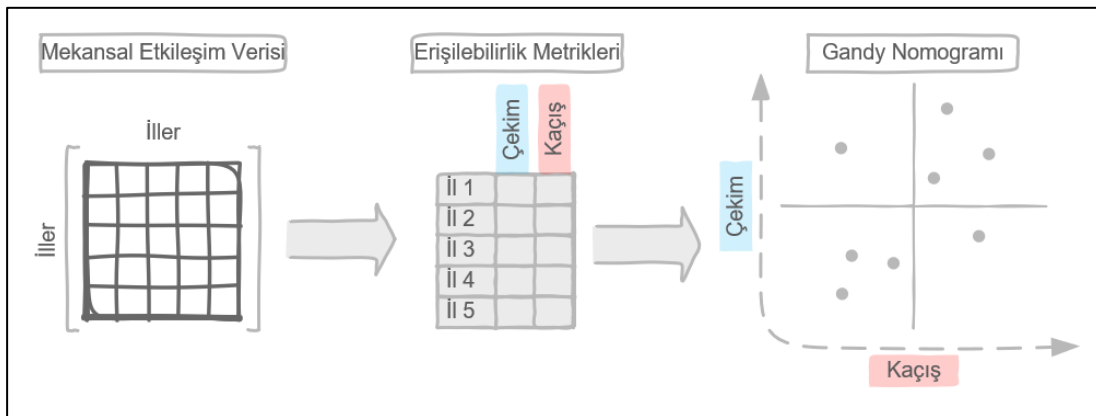 Mekansal Etkileşim Verisi
İller
İller
Erişilebilirlik Metrikleri
Çekim
Kaçış
İl 1
İl 2
İl 3
İl 4
İl 5
Gandy Nomogramı
Çekim
Kaçış